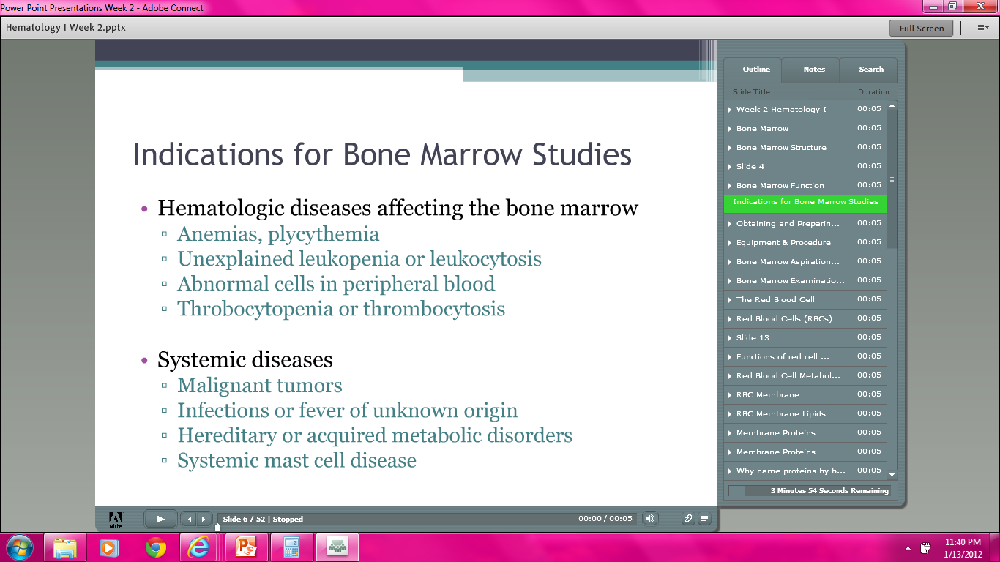 Power Point Presentations Week 2 - Adobe Connect
Hematology I Week 2.pptx
Full Screen
Indications for Bone Marrow Studies
• Hematologic diseases affecting the bone marrow
▫ Anemias, plycythemia
▫ Unexplained leukopenia or leukocytosis
▫ Abnormal cells in peripheral blood
▫ Throbocytopenia or thrombocytosis
• Systemic diseases
▫ Malignant tumors
▫ Infections or fever of unknown origin
▫ Hereditary or acquired metabolic disorders
▫ Systemic mast cell disease
Outline Notes Search
Slide Title Duration
Week 2 Hematology I 00:05
Bone Marrow 00:05
Bone Marrow Structure 00:05
Slide 4 00:05
Bone Marrow Function 00:05
Indications for Bone Marrow Studies
Obtaining and Preparin... 00:05
Equipment & Procedure 00:05
Bone Marrow Aspiration... 00:05
Bone Marrow Examinatio... 00:05
The Red Blood Cell 00:05
Red Blood Cells (RBCs) 00:05
Slide 13 00:05
Functions of red cell ... 00:05
Red Blood Cell Metabol... 00:05
RBC Membrane 00:05
RBC Membrane Lipids 00:05
Membrane Proteins 00:05
Membrane Proteins 00:05
Why name proteins by b... 00:05
3 Minutes 54 Seconds Remaining
Adobe
Slide 6 / 52 | Stopped 00:00 / 00:05
11:40 PM
1/13/2012